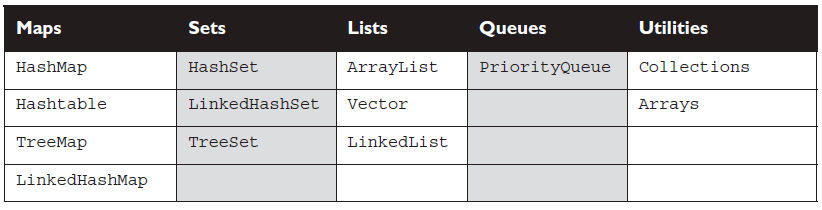 Maps Sets Lists Queues Utilities
HashMap HashSet ArrayList PriorityQueue Collections
Hashtable LinkedHashSet Vector Arrays
TreeMap TreeSet LinkedList
LinkedHashMap